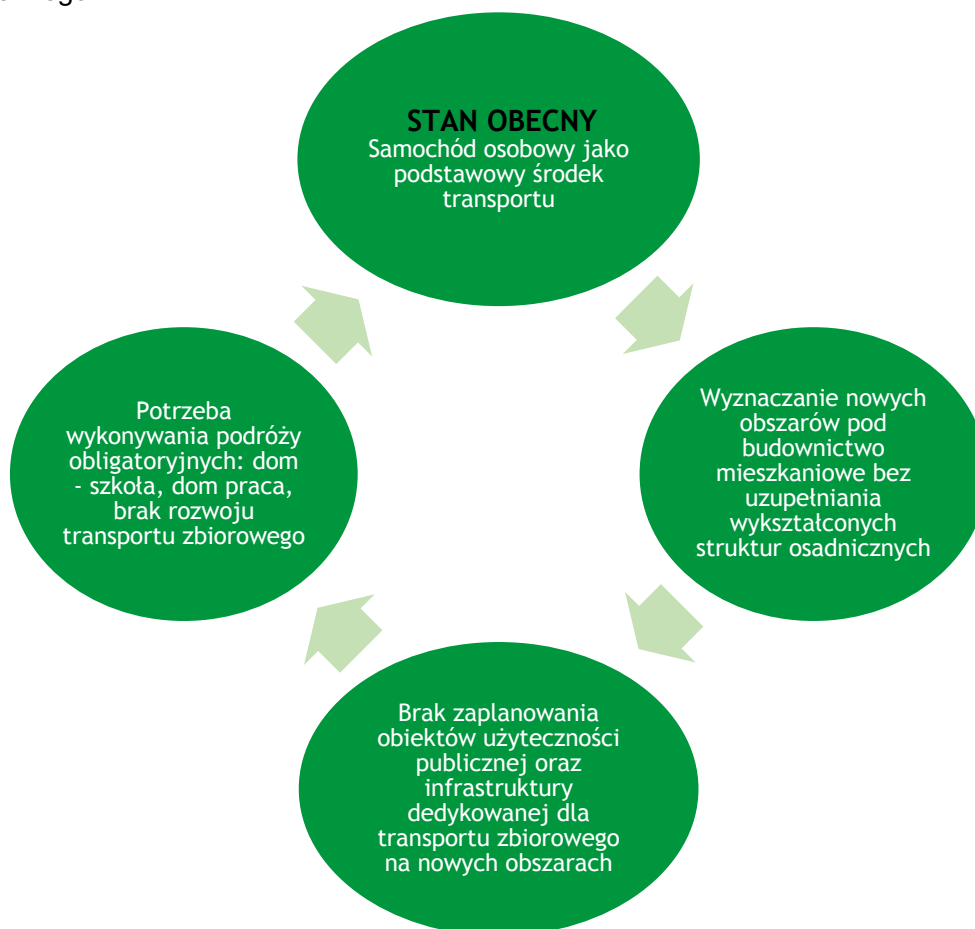 STAN OBECNY
Samochód osobowy jako
podstawowy środek
transportu
Wyznaczanie nowych
obszarów pod
budownictwo
mieszkaniowe bez
uzupełniania
wykształconych
struktur osadniczych
Brak zaplanowania
obiektów użyteczności
publicznej oraz
infrastruktury
dedykowanej dla
transportu zbiorowego
na nowych obszarach
Potrzeba
wykonywania podróży
obligatoryjnych: dom
- szkoła, dom praca,
brak rozwoju
transportu zbiorowego